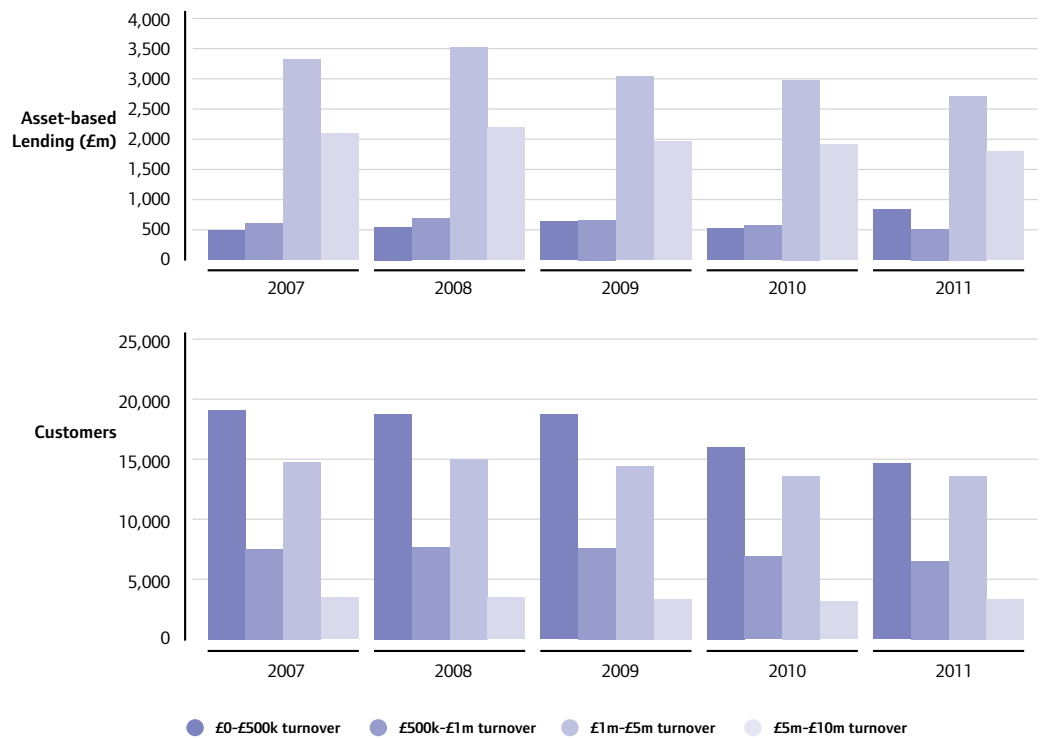 4,000
3,500
3,000
2,500
2,000
1,500
1,000
500
0
Asset-based
Lending (£m)
2007 2008 2009 2010 2011
25,000
20,000
15,000
10,000
5,000
0
Customers
2007 2008 2009 2010 2011
£0-£500k turnover £500k-£1m turnover £1m-£5m turnover £5m-£10m turnover